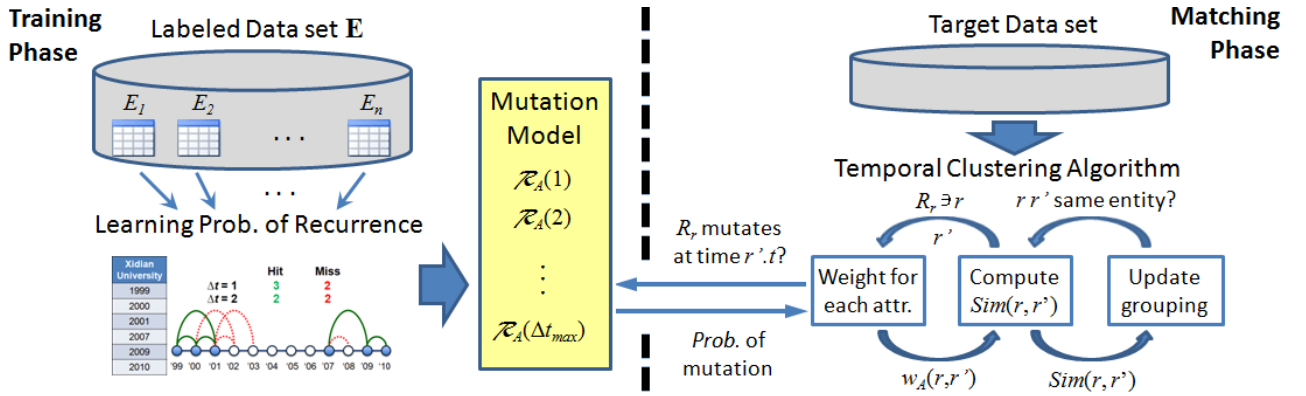 Training
Phase
Labeled Data set E
E1
E2
. . .
En
. . .
Learning Prob. of Recurrence
Xidian
University
1999
2000
2001
2007
2009
2010
Hit Miss
Δt = 1 3 2
Δt = 2 2 2
'99 '00 '01 '02 '03 '04 '05 '06 '07 '08 '09 '10
Mutation
Model
𝓡A(1)
𝓡A(2)
⋮
𝓡A(Δtmax)
Matching
Phase
Target Data set
Temporal Clustering Algorithm
Rr ∋ r
r'
r r' same entity?
Rr mutates
at time r'.t?
Prob. of
mutation
Weight for
each attr.
Compute
Sim(r, r')
Update
grouping
wA(r,r')
Sim(r, r')